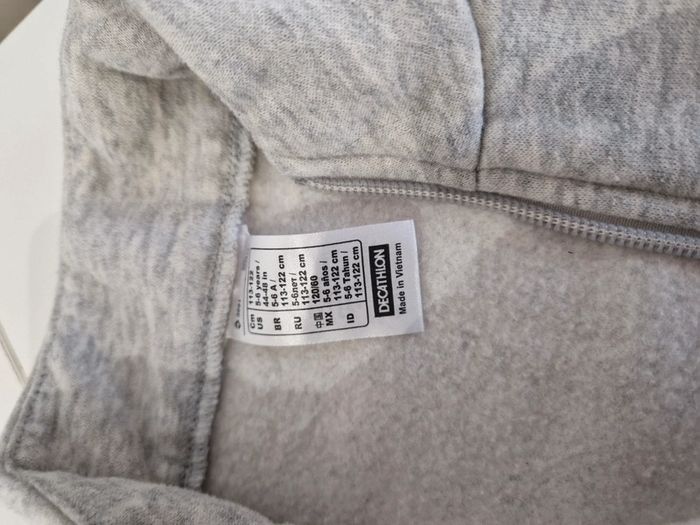 Cm 113-122
US 5-6 years /
44-48 in
BR 5-6 A /
113-122 cm
RU 5-6лет /
113-122 cm
中国 120/60
MX 5-6 años /
113-122 cm
ID 5-6 Tahun /
113-122 cm
DECATHLON
Made in Vietnam